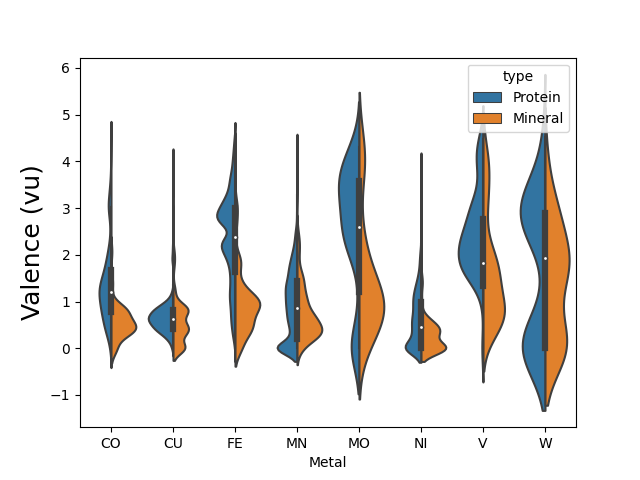 type
Protein
Mineral
Valence (vu)
6
5
4
3
2
1
0
−1
CO CU FE MN MO NI V W
Metal